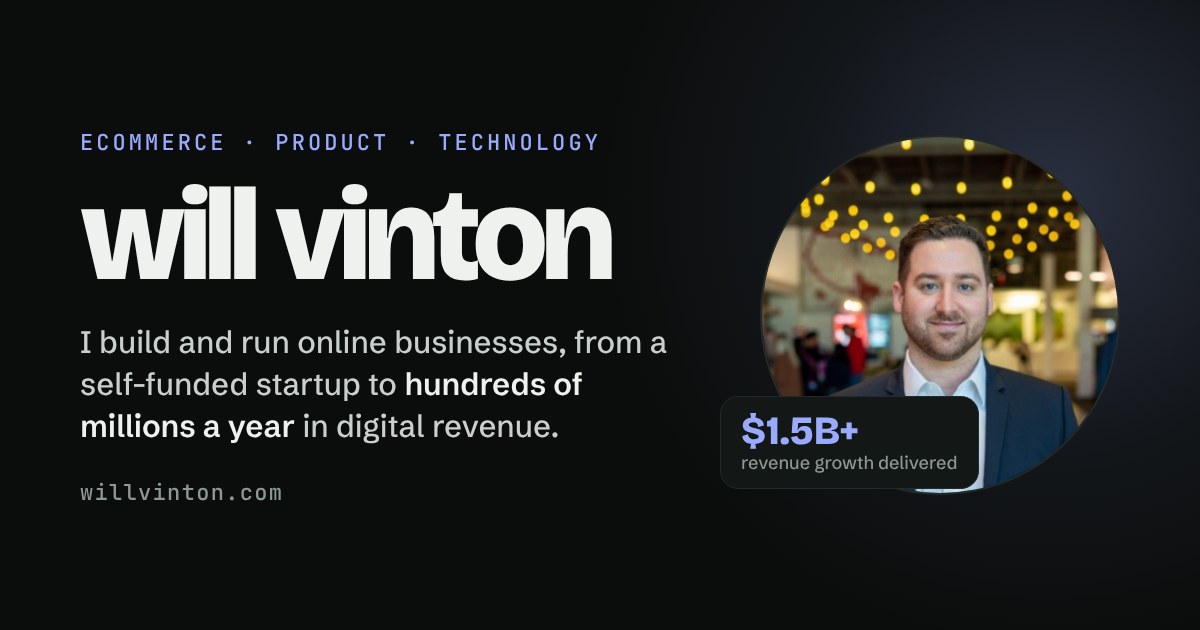 ECOMMERCE · PRODUCT · TECHNOLOGY
will vinton
I build and run online businesses, from a
self-funded startup to hundreds of
millions a year in digital revenue.
willvinton.com
$1.5B+
revenue growth delivered